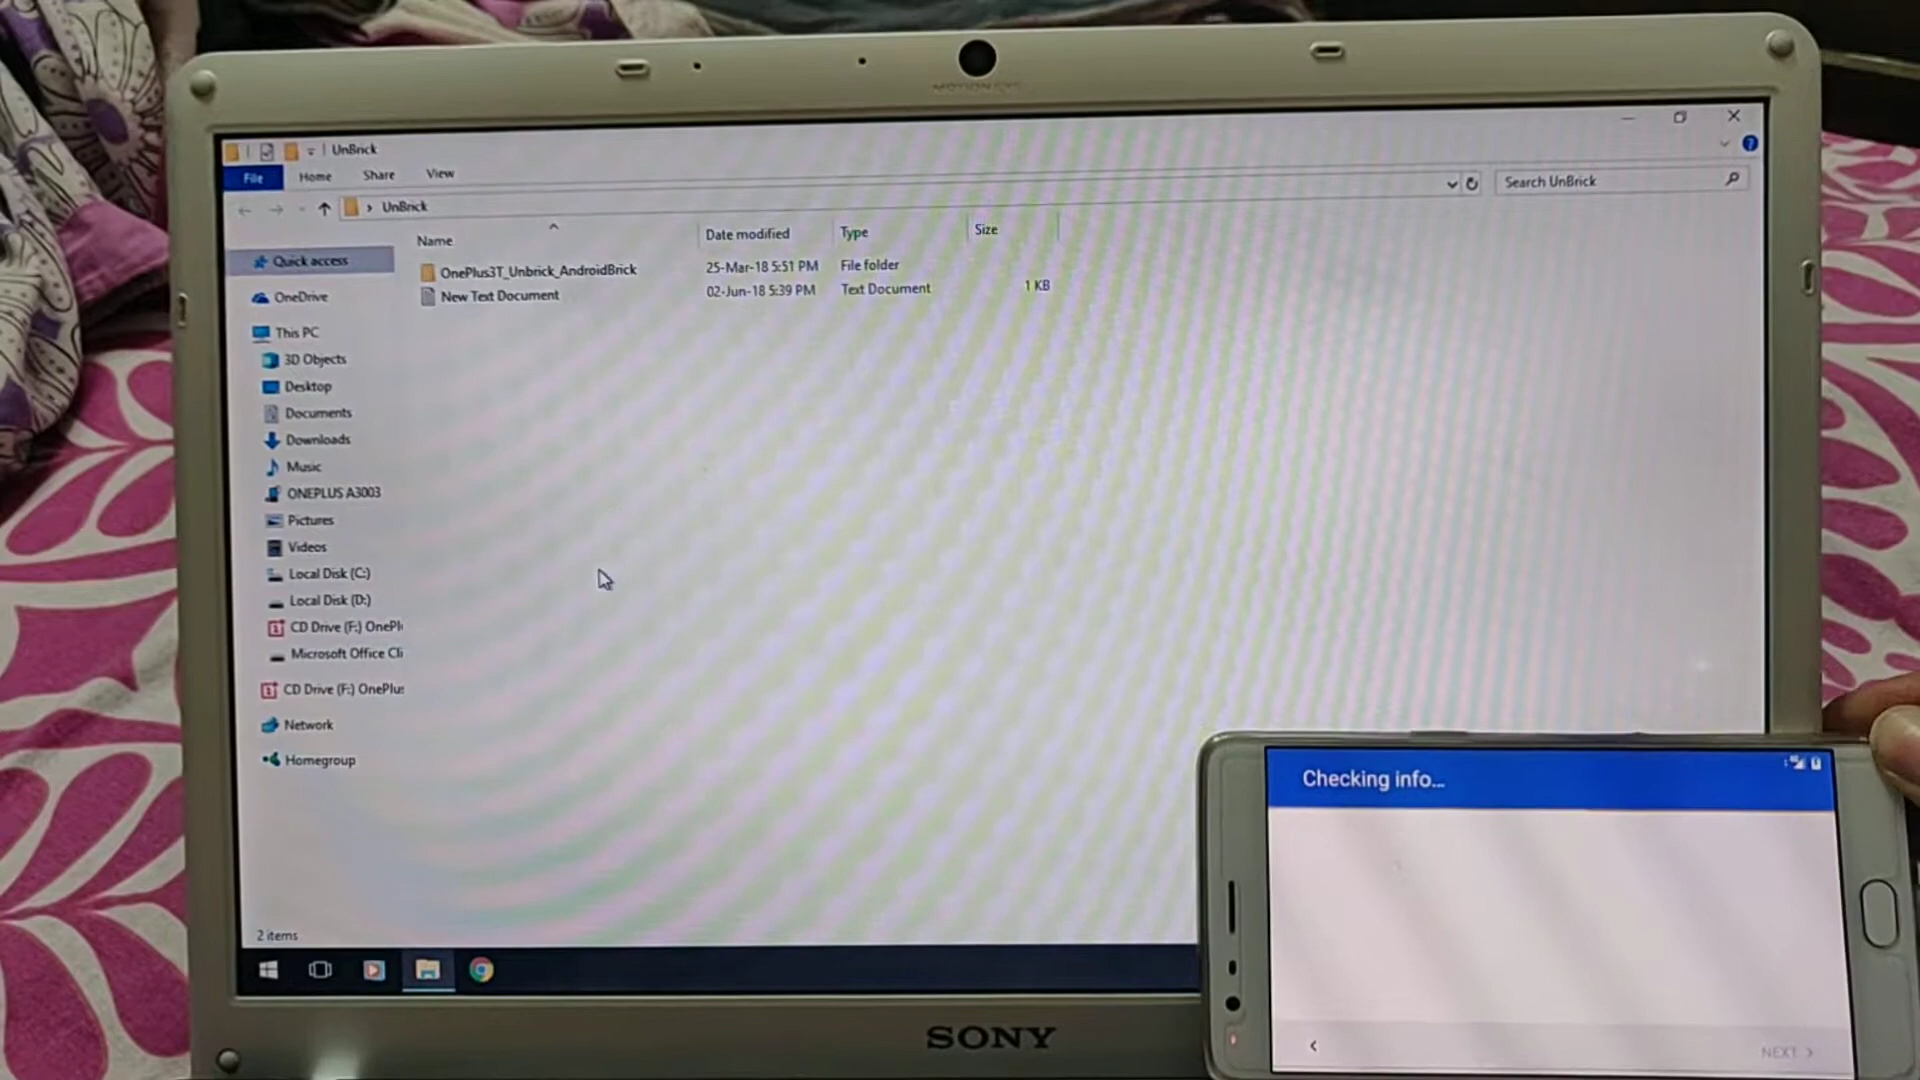 MOTION EYE
UnBrick
File Home Share View
UnBrick
Search UnBrick
Name Date modified Type Size
OnePlus3T_Unbrick_AndroidBrick 25-Mar-18 5:51 PM File folder
New Text Document 02-Jun-18 5:39 PM Text Document 1 KB
Quick access
OneDrive
This PC
3D Objects
Desktop
Documents
Downloads
Music
ONEPLUS A3003
Pictures
Videos
Local Disk (C:)
Local Disk (D:)
CD Drive (F:) OnePl
Microsoft Office Cli
CD Drive (F:) OnePlus
Network
Homegroup
2 items
Checking info...
NEXT
SONY